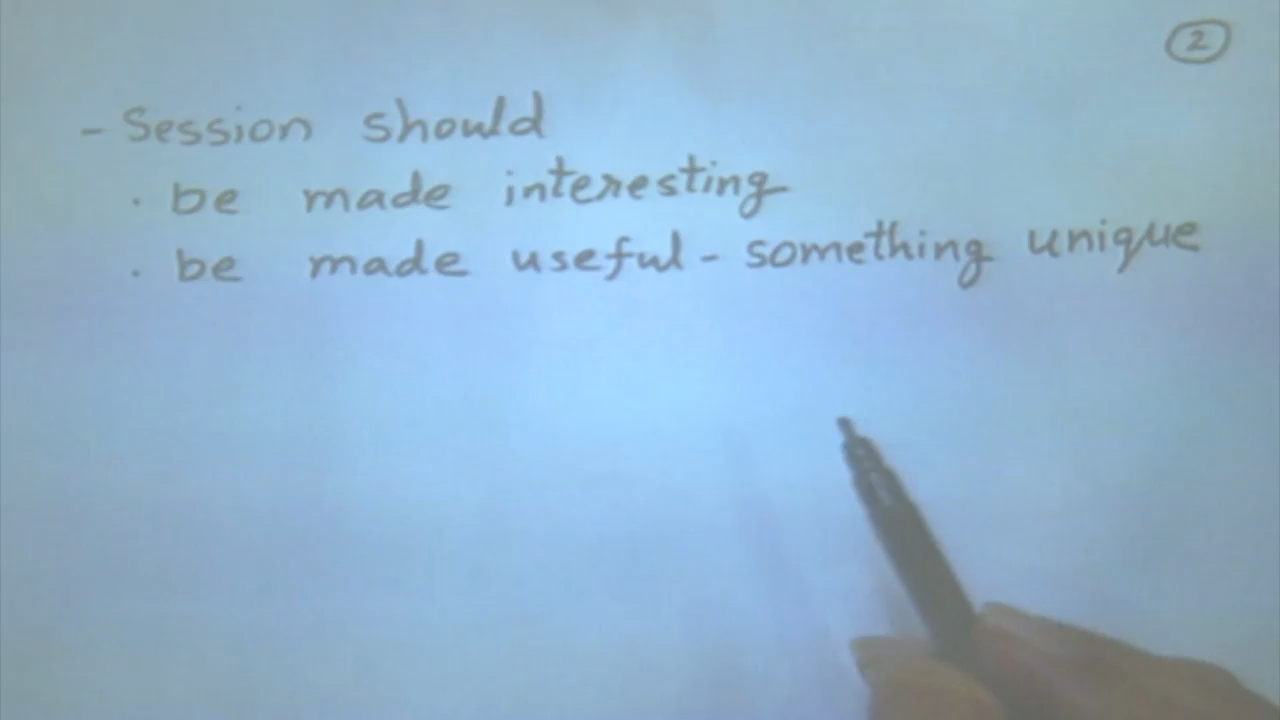 ②
- Session should
· be made interesting
· be made useful - something unique